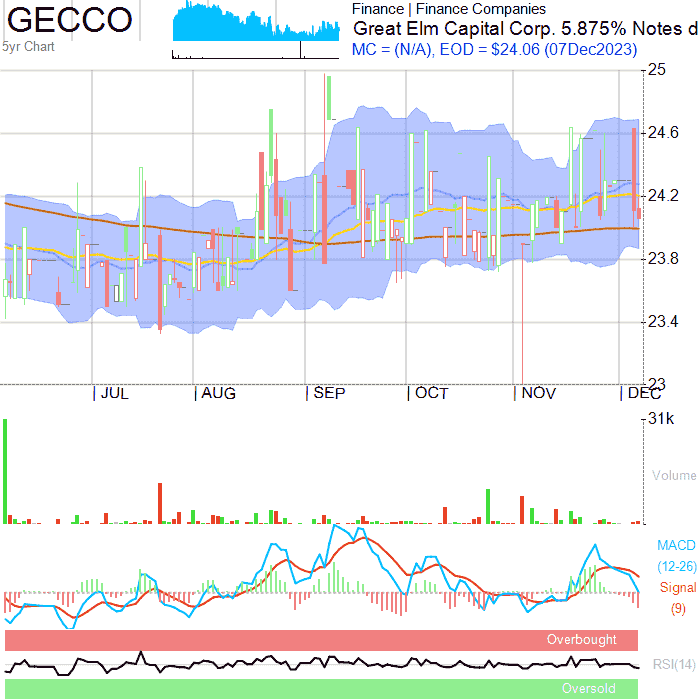 GECCO
5yr Chart
Finance | Finance Companies
Great Elm Capital Corp. 5.875% Notes d
MC = (N/A), EOD = $24.06 (07Dec2023)
25
24.6
24.2
23.8
23.4
23
JUL AUG SEP OCT NOV DEC
31k
Volume
MACD
(12-26)
Signal
(9)
Overbought
RSI(14)
Oversold